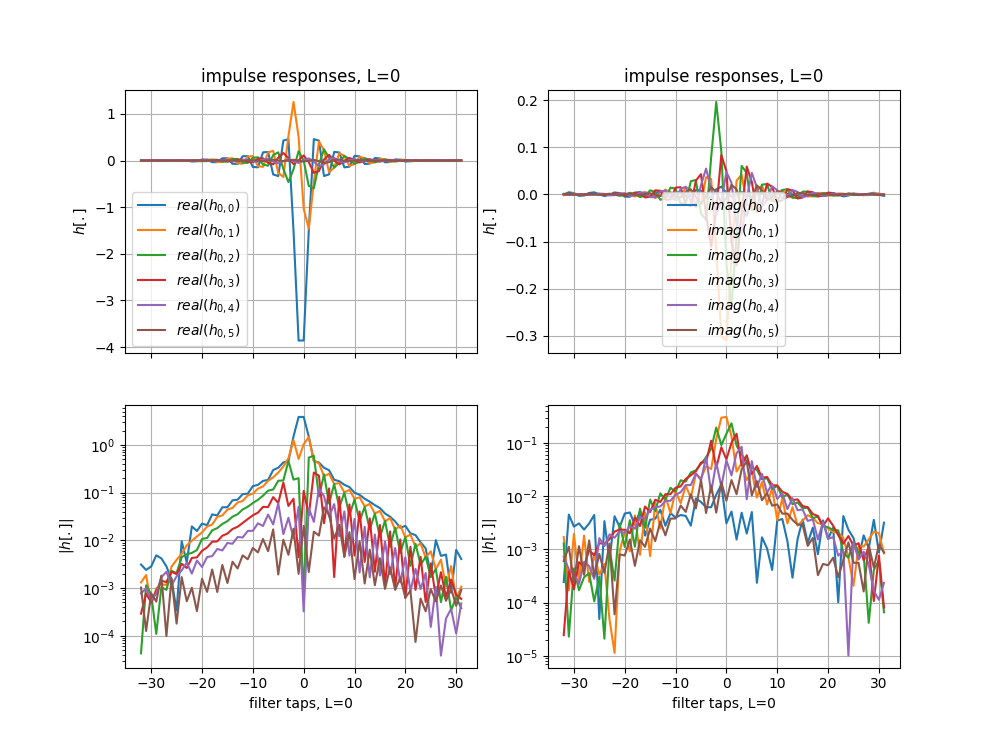 impulse responses, L=0
1
0
−1
−2
−3
−4
h[.]
real(h0,0)
real(h0,1)
real(h0,2)
real(h0,3)
real(h0,4)
real(h0,5)
impulse responses, L=0
0.2
0.1
0.0
−0.1
−0.2
−0.3
h[.]
imag(h0,0)
imag(h0,1)
imag(h0,2)
imag(h0,3)
imag(h0,4)
imag(h0,5)
10⁰
10⁻¹
10⁻²
10⁻³
10⁻⁴
|h[.]|
−30 −20 −10 0 10 20 30
filter taps, L=0
10⁻¹
10⁻²
10⁻³
10⁻⁴
10⁻⁵
|h[.]|
−30 −20 −10 0 10 20 30
filter taps, L=0